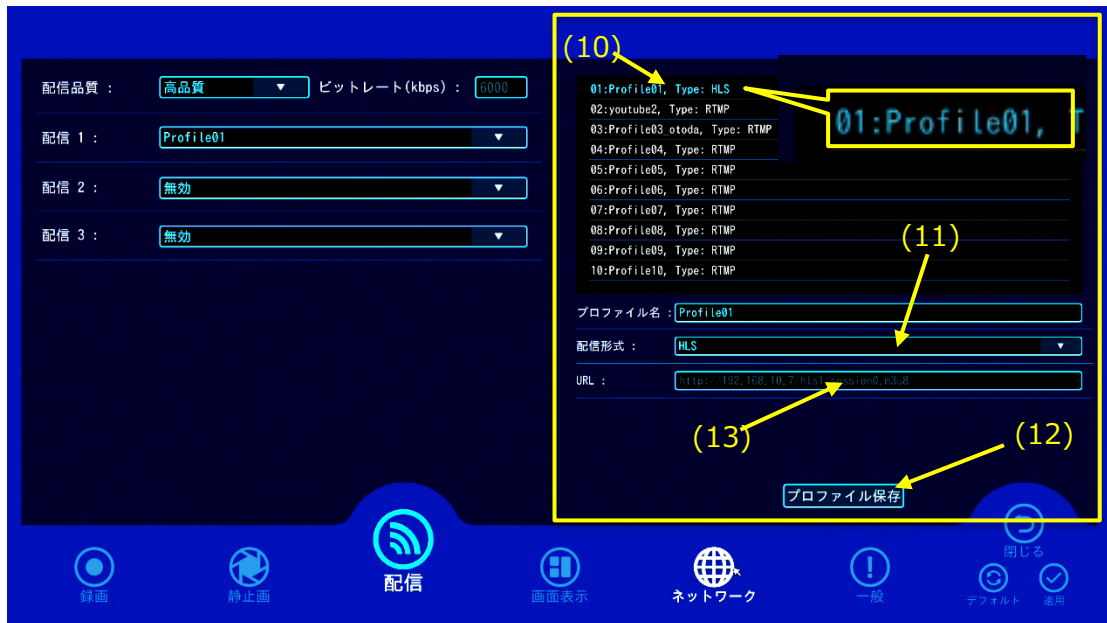 配信品質 :
高品質 ▼
ビットレート(kbps) :
6000
配信 1 :
Profile01 ▼
配信 2 :
無効 ▼
配信 3 :
無効 ▼
(10)
01:Profile01, Type: HLS
02:youtube2, Type: RTMP
03:Profile03_otoda, Type: RTMP
04:Profile04, Type: RTMP
05:Profile05, Type: RTMP
06:Profile06, Type: RTMP
07:Profile07, Type: RTMP
08:Profile08, Type: RTMP
09:Profile09, Type: RTMP
10:Profile10, Type: RTMP
01:Profile01, T
(11)
プロファイル名 :
Profile01
配信形式 :
HLS ▼
URL :
(13)
(12)
プロファイル保存
録画
静止画
配信
画面表示
ネットワーク
一般
閉じる
デフォルト
適用